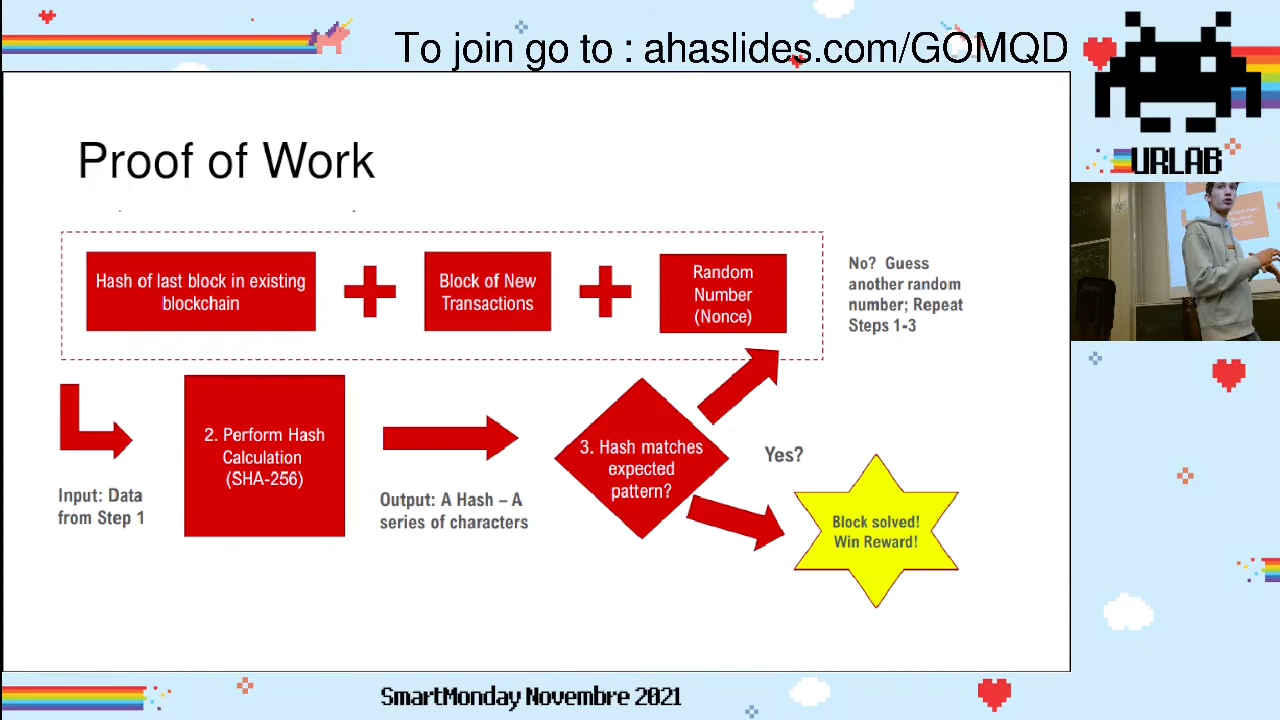 To join go to : ahaslides.com/GOMQD
URLAB
Proof of Work
Hash of last block in existing
blockchain
Block of New
Transactions
Random
Number
(Nonce)
No? Guess
another random
number; Repeat
Steps 1-3
2. Perform Hash
Calculation
(SHA-256)
3. Hash matches
expected
pattern?
Yes?
Input: Data
from Step 1
Output: A Hash – A
series of characters
Block solved!
Win Reward!
SmartMonday Novembre 2021